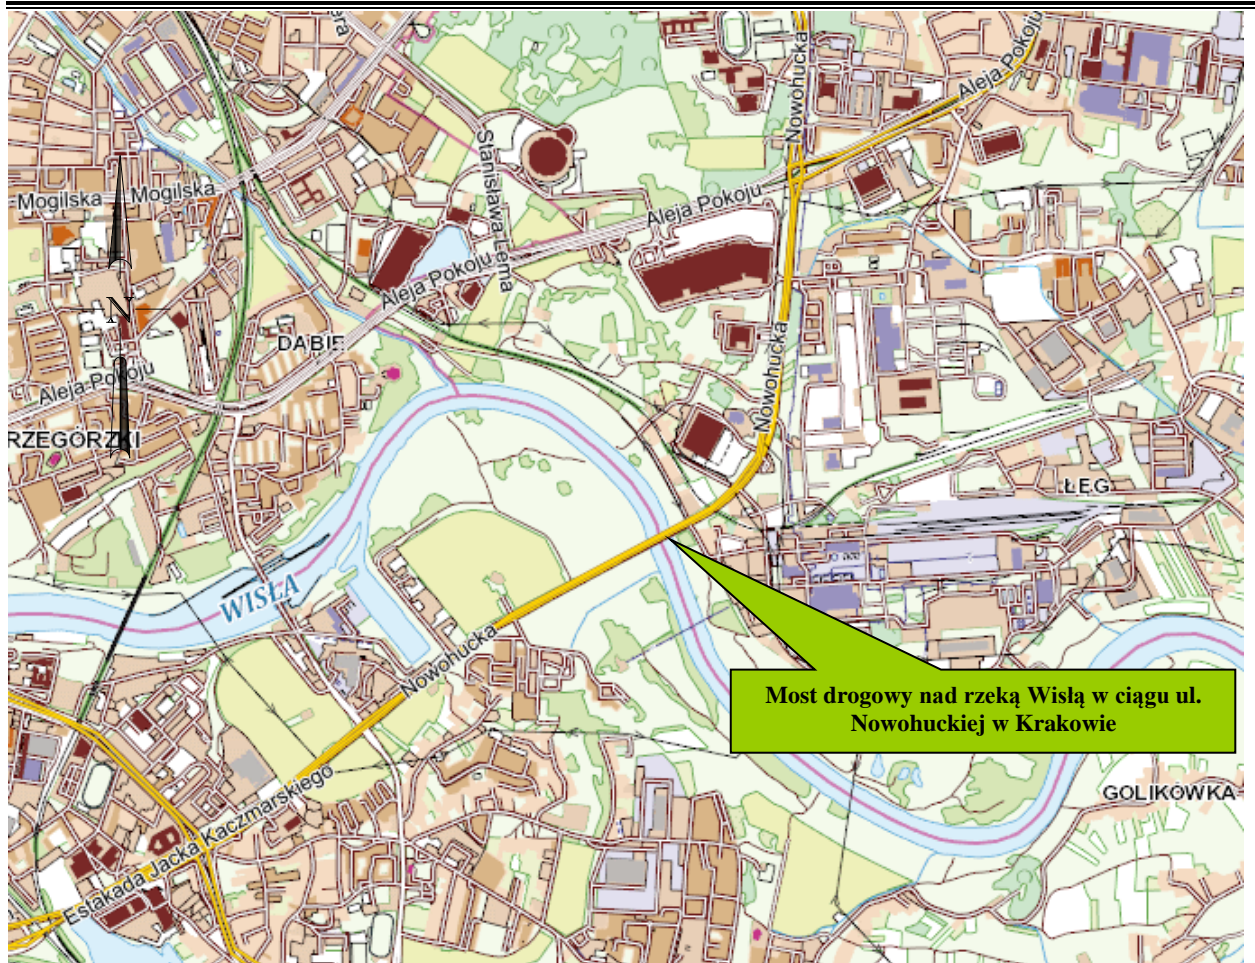 Nowohucka
Aleja Pokoju
Stanisława Lema
Mogilska
Mogilska
Aleja Pokoju
Nowohucka
N
Aleja Pokoju
DĄBIE
Aleja Pokoju
Nowohucka
RZEGÓRZKI
ŁĘG
WISŁA
Nowohucka
Most drogowy nad rzeką Wisłą w ciągu ul.
Nowohuckiej w Krakowie
GOLIKÓWKA
Estakada Jacka Kaczmarskiego